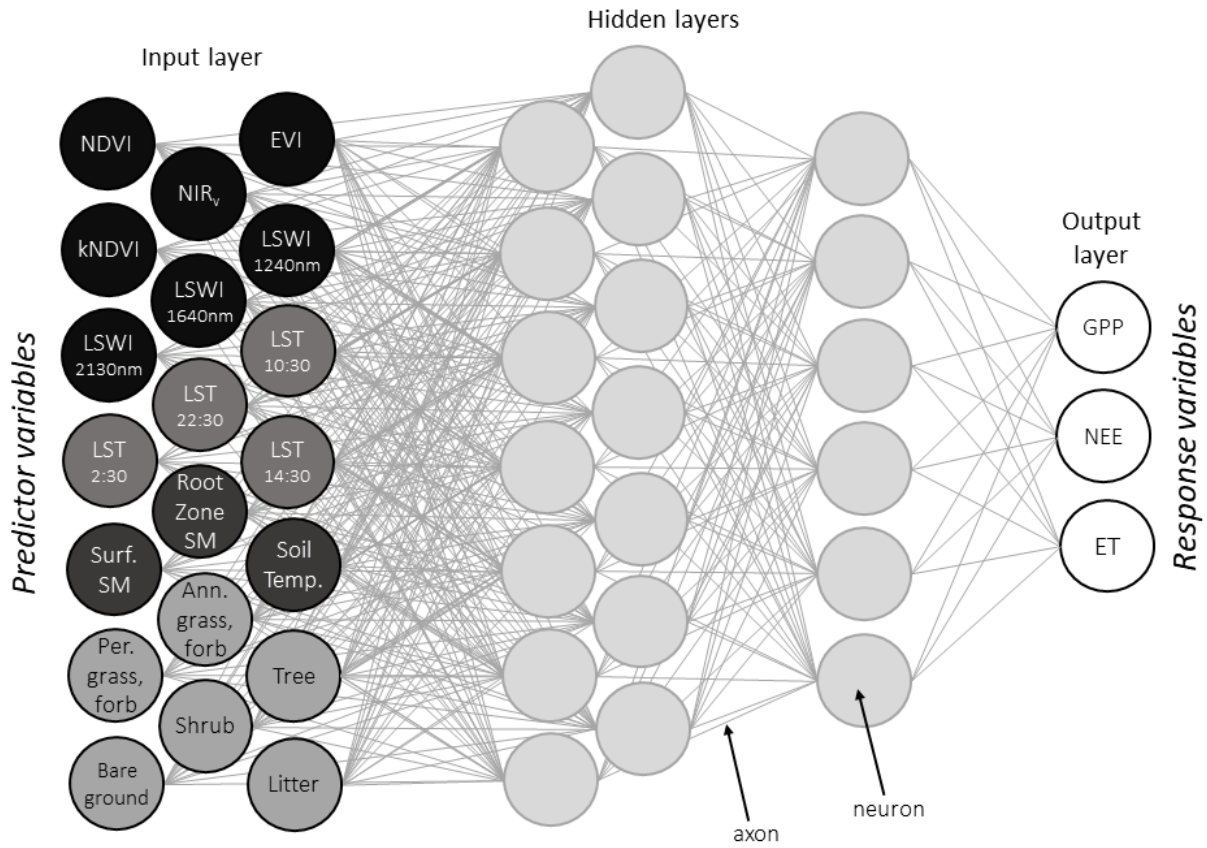 Hidden layers
Input layer
NDVI
EVI
NIRv
kNDVI
LSWI
1240nm
LSWI
1640nm
LSWI
2130nm
LST
10:30
LST
22:30
LST
2:30
LST
14:30
Root
Zone
SM
Surf.
SM
Soil
Temp.
Ann.
grass,
forb
Per.
grass,
forb
Tree
Shrub
Bare
ground
Litter
Predictor variables
Output
layer
GPP
NEE
ET
Response variables
neuron
axon